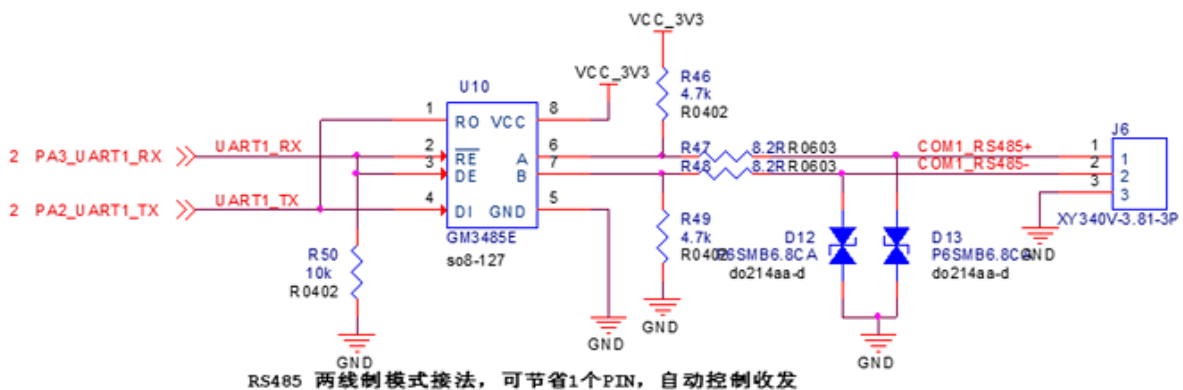 VCC_3V3
VCC_3V3
U10
R46
4.7k
R0402
1 RO VCC 8
J6
2 PA3_UART1_RX UART1_RX 2 RE A 6 R47 8.2R R0603 COM1_RS485+ 1 1
3 DE B 7 R48 8.2R R0603 COM1_RS485- 2 2
3 3
2 PA2_UART1_TX UART1_TX 4 DI GND 5
XY340V-3.81-3P
GM3485E
so8-127
R49
4.7k
R0402
D12
P6SMB6.8CA
do214aa-d
D13
P6SMB6.8CA
do214aa-d
GND
R50
10k
R0402
GND
GND
GND
GND
RS485 两线制模式接法，可节省1个PIN，自动控制收发